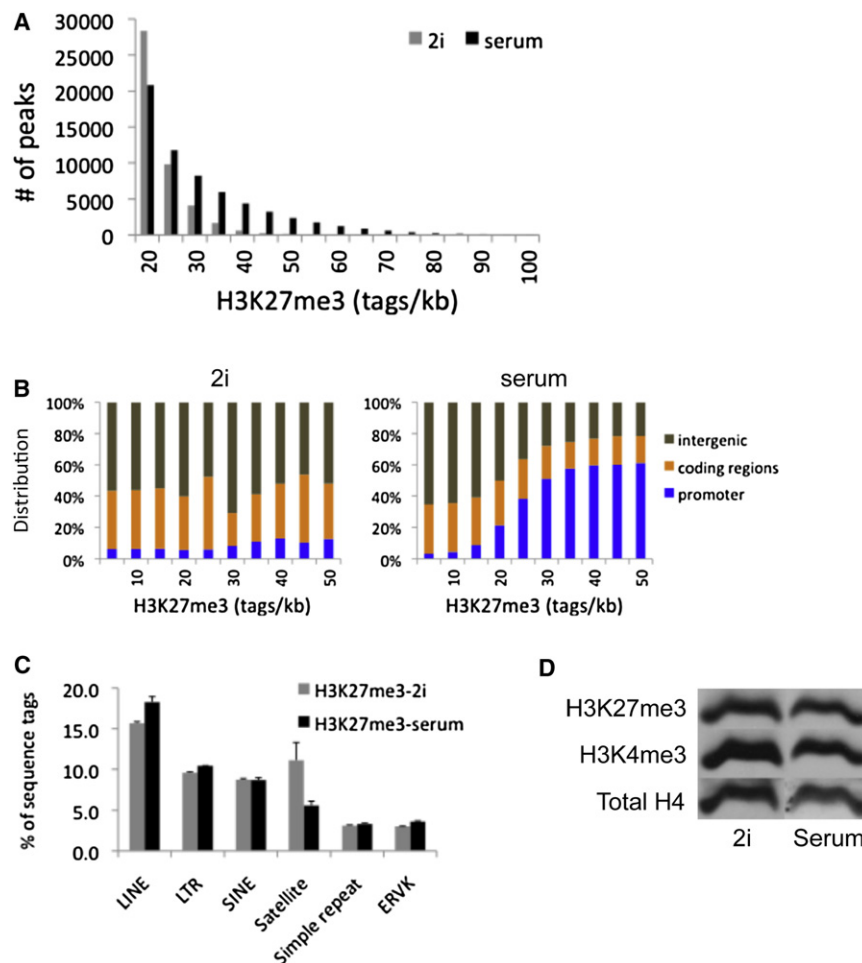 A
30000
25000
20000
15000
10000
5000
0
# of peaks
2i serum
20 30 40 50 60 70 80 90 100
H3K27me3 (tags/kb)
B
2i
100%
80%
60%
40%
20%
0%
Distribution
10 20 30 40 50
H3K27me3 (tags/kb)
serum
100%
80%
60%
40%
20%
0%
10 20 30 40 50
H3K27me3 (tags/kb)
intergenic
coding regions
promoter
C
20.0
15.0
10.0
5.0
0.0
% of sequence tags
H3K27me3-2i
H3K27me3-serum
LINE LTR SINE Satellite Simple repeat ERVK
D
H3K27me3
H3K4me3
Total H4
2i Serum